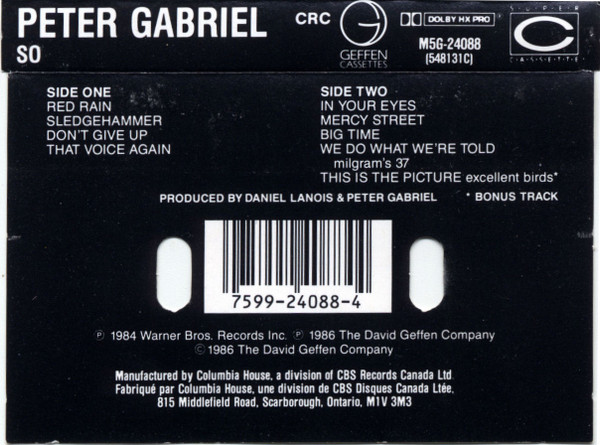 PETER GABRIEL
SO
CRC
GEFFEN
CASSETTES
DOLBY HX PRO
M5G-24088
(548131C)
SUPER
C
CASSETTE
SIDE ONE
RED RAIN
SLEDGEHAMMER
DON'T GIVE UP
THAT VOICE AGAIN
SIDE TWO
IN YOUR EYES
MERCY STREET
BIG TIME
WE DO WHAT WE'RE TOLD
milgram's 37
THIS IS THE PICTURE excellent birds*
PRODUCED BY DANIEL LANOIS & PETER GABRIEL * BONUS TRACK
7599-24088-4
℗ 1984 Warner Bros. Records Inc. ℗ 1986 The David Geffen Company
© 1986 The David Geffen Company
Manufactured by Columbia House, a division of CBS Records Canada Ltd.
Fabriqué par Columbia House, une division de CBS Disques Canada Ltée,
815 Middlefield Road, Scarborough, Ontario, M1V 3M3